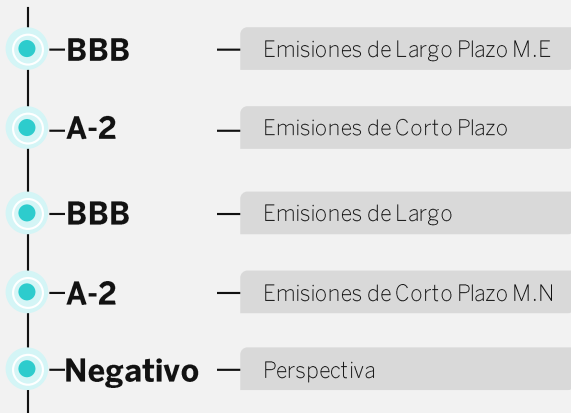 BBB Emisiones de Largo Plazo M.E
A-2 Emisiones de Corto Plazo
BBB Emisiones de Largo
A-2 Emisiones de Corto Plazo M.N
Negativo Perspectiva